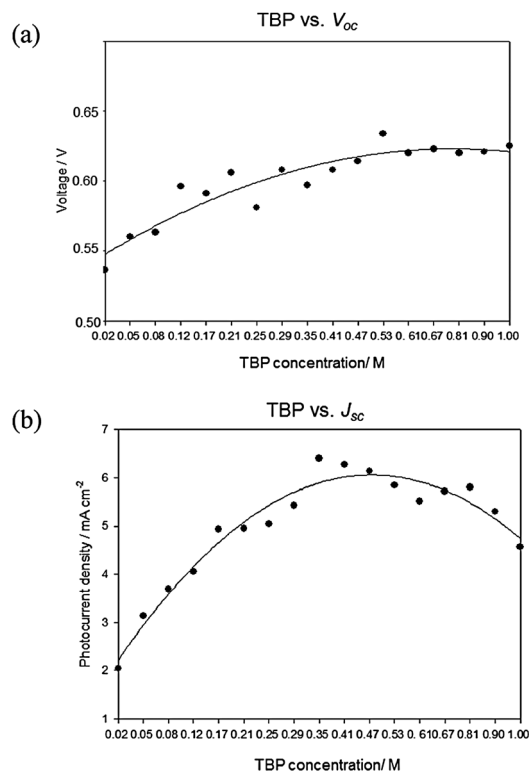 (a)
TBP vs. Voc
0.65
0.60
0.55
0.50
Voltage / V
0.02 0.05 0.08 0.12 0.17 0.21 0.25 0.29 0.35 0.41 0.47 0.53 0. 61 0.67 0.81 0.90 1.00
TBP concentration/ M
(b)
TBP vs. Jsc
7
6
5
4
3
2
1
Photocurrent density / mA cm-2
0.02 0.05 0.08 0.12 0.17 0.21 0.25 0.29 0.35 0.41 0.47 0.53 0. 61 0.67 0.81 0.90 1.00
TBP concentration/ M